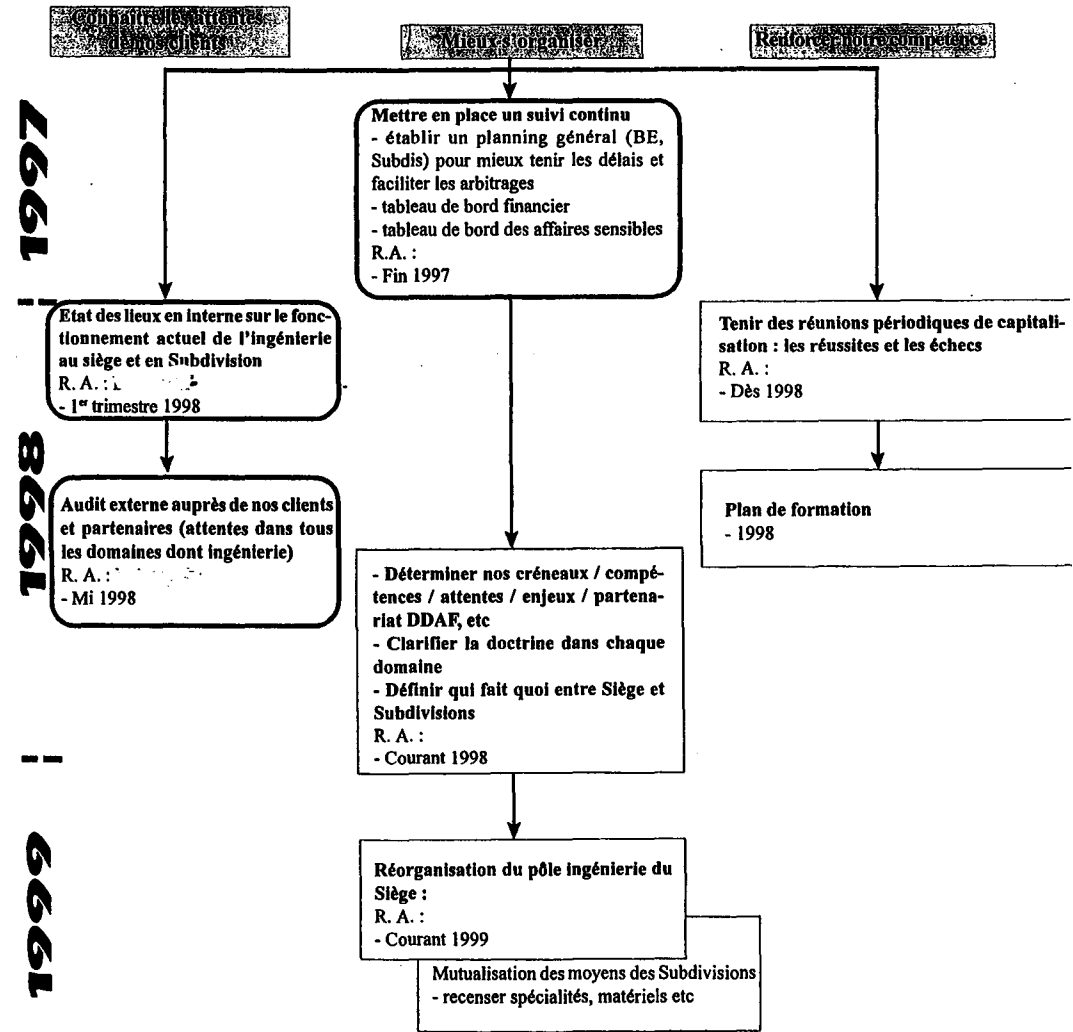 Connaître les attentes
de nos clients
Mieux s'organiser
Renforcer notre compétence
1997
Mettre en place un suivi continu
- établir un planning général (BE,
Subdis) pour mieux tenir les délais et
faciliter les arbitrages
- tableau de bord financier
- tableau de bord des affaires sensibles
R.A. :
- Fin 1997
Etat des lieux en interne sur le fonc-
tionnement actuel de l'ingénierie
au siège et en Subdivision
R. A. :
- 1er trimestre 1998
Tenir des réunions périodiques de capitali-
sation : les réussites et les échecs
R. A. :
- Dès 1998
1998
Audit externe auprès de nos clients
et partenaires (attentes dans tous
les domaines dont ingénierie)
R. A. :
- Mi 1998
Plan de formation
- 1998
- Déterminer nos créneaux / compé-
tences / attentes / enjeux / partena-
riat DDAF, etc
- Clarifier la doctrine dans chaque
domaine
- Définir qui fait quoi entre Siège et
Subdivisions
R. A. :
- Courant 1998
1999
Réorganisation du pôle ingénierie du
Siège :
R. A. :
- Courant 1999
Mutualisation des moyens des Subdivisions
- recenser spécialités, matériels etc